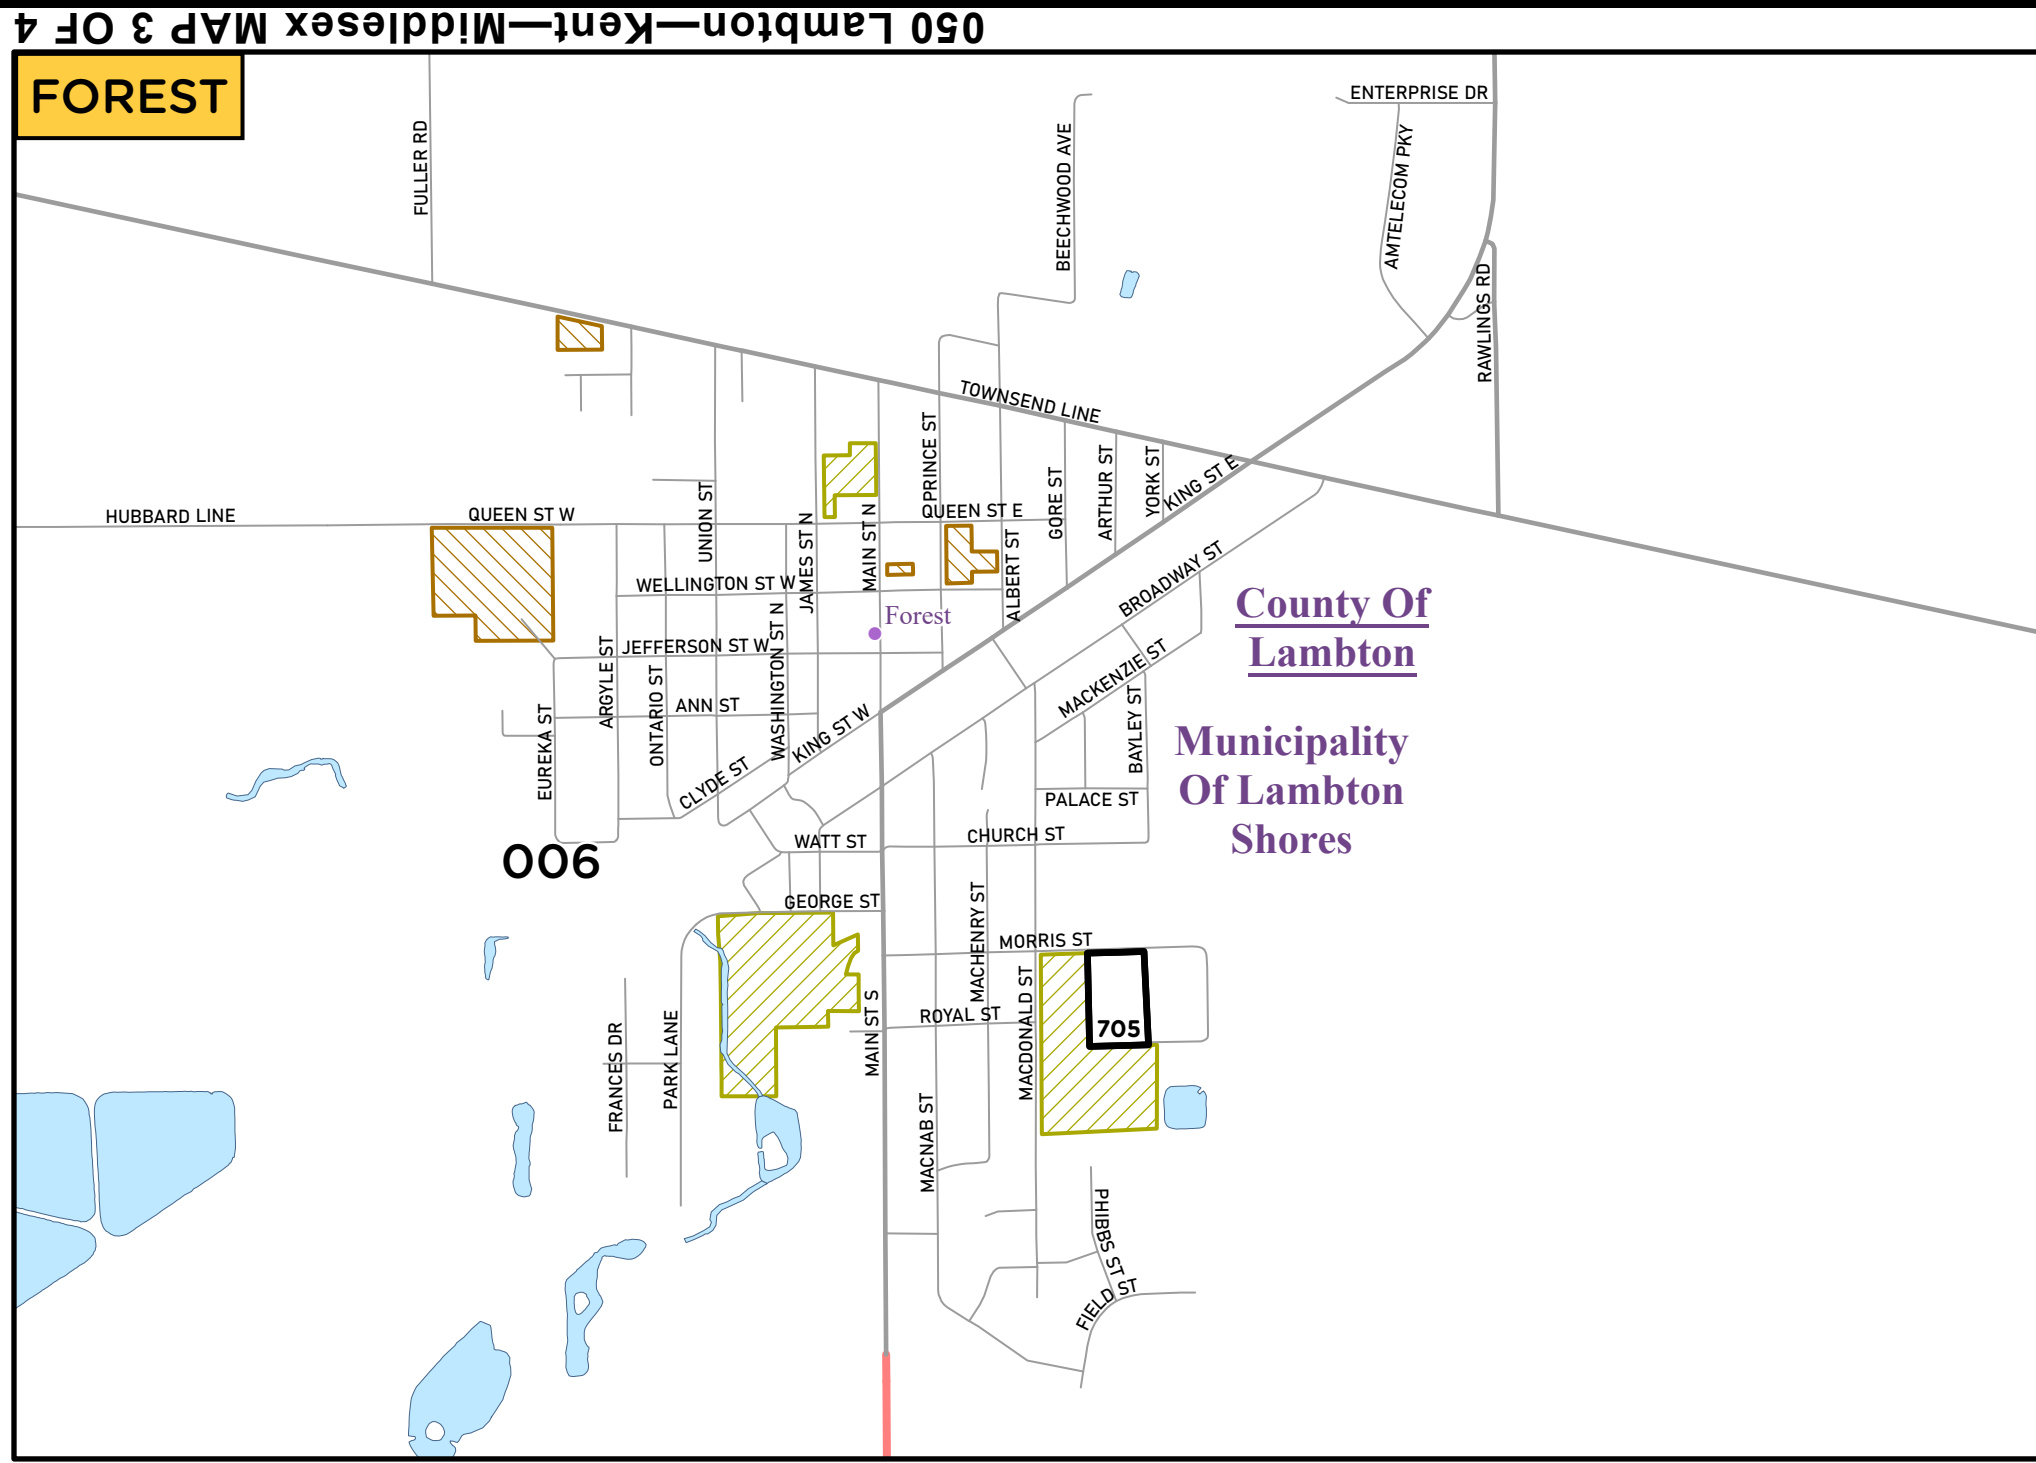 050 Lambton—Kent—Middlesex MAP 3 OF 4
FOREST
FULLER RD
BEECHWOOD AVE
ENTERPRISE DR
AMTELECOM PKY
RAWLINGS RD
TOWNSEND LINE
PRINCE ST
GORE ST
ARTHUR ST
YORK ST
KING ST E
HUBBARD LINE
QUEEN ST W
UNION ST
JAMES ST N
MAIN ST N
QUEEN ST E
ALBERT ST
WELLINGTON ST W
BROADWAY ST
Forest
County Of
Lambton
JEFFERSON ST W
WASHINGTON ST N
ARGYLE ST
ONTARIO ST
ANN ST
EUREKA ST
KING ST W
CLYDE ST
MACKENZIE ST
BAYLEY ST
Municipality
Of Lambton
Shores
PALACE ST
WATT ST
CHURCH ST
006
GEORGE ST
MACHENRY ST
MORRIS ST
MAIN ST S
ROYAL ST
MACDONALD ST
705
FRANCES DR
PARK LANE
MACNAB ST
PHIBBS ST
FIELD ST